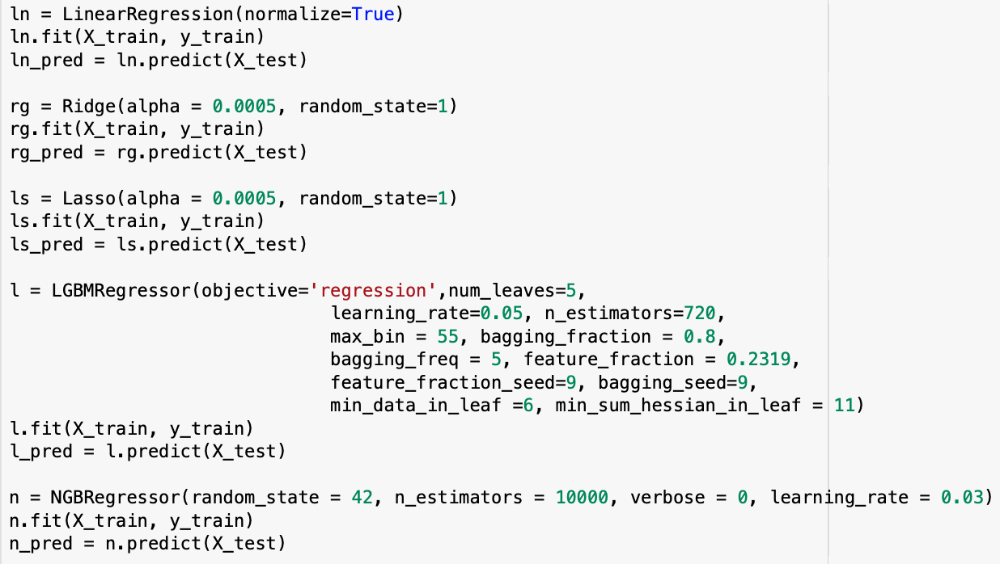 ln = LinearRegression(normalize=True)
ln.fit(X_train, y_train)
ln_pred = ln.predict(X_test)
rg = Ridge(alpha = 0.0005, random_state=1)
rg.fit(X_train, y_train)
rg_pred = rg.predict(X_test)
ls = Lasso(alpha = 0.0005, random_state=1)
ls.fit(X_train, y_train)
ls_pred = ls.predict(X_test)
l = LGBMRegressor(objective='regression',num_leaves=5,
learning_rate=0.05, n_estimators=720,
max_bin = 55, bagging_fraction = 0.8,
bagging_freq = 5, feature_fraction = 0.2319,
feature_fraction_seed=9, bagging_seed=9,
min_data_in_leaf =6, min_sum_hessian_in_leaf = 11)
l.fit(X_train, y_train)
l_pred = l.predict(X_test)
n = NGBRegressor(random_state = 42, n_estimators = 10000, verbose = 0, learning_rate = 0.03)
n.fit(X_train, y_train)
n_pred = n.predict(X_test)